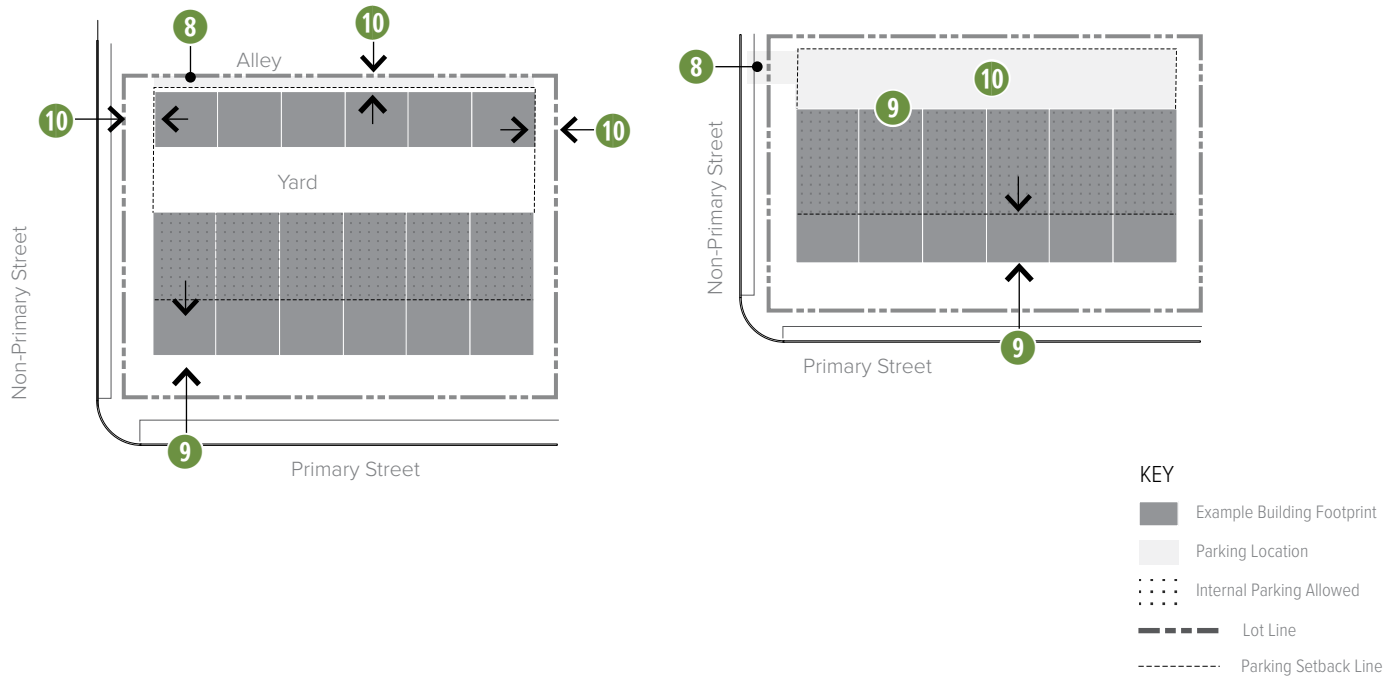 8
10
Alley
10
10
Yard
Non-Primary Street
9
Primary Street
8
10
9
Non-Primary Street
9
Primary Street
KEY
Example Building Footprint
Parking Location
Internal Parking Allowed
Lot Line
Parking Setback Line